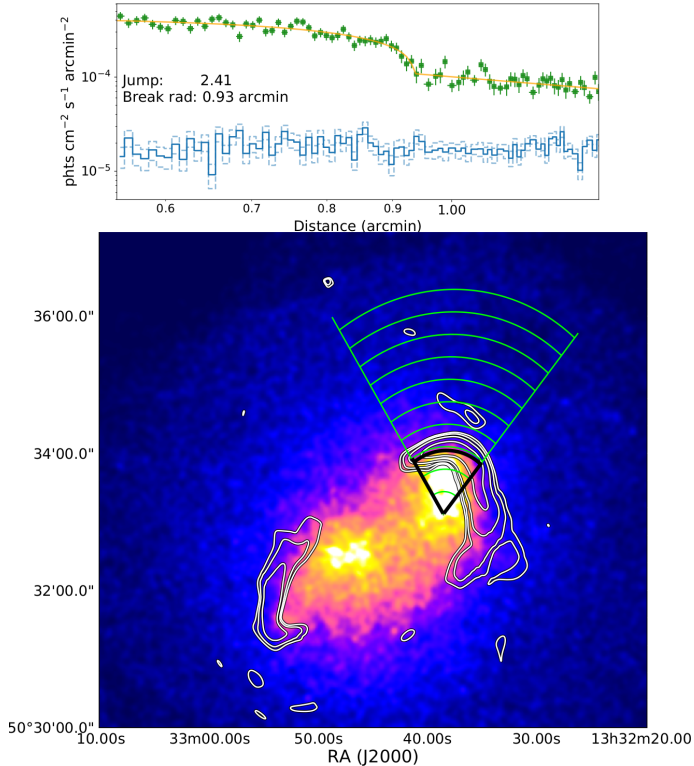 phts cm⁻² s⁻¹ arcmin⁻²
10⁻⁴
10⁻⁵
Jump: 2.41
Break rad: 0.93 arcmin
0.6 0.7 0.8 0.9 1.00
Distance (arcmin)
36'00.0"
34'00.0"
32'00.0"
50°30'00.0"
10.00s 33m00.00s 50.00s 40.00s 30.00s 13h32m20.00
RA (J2000)